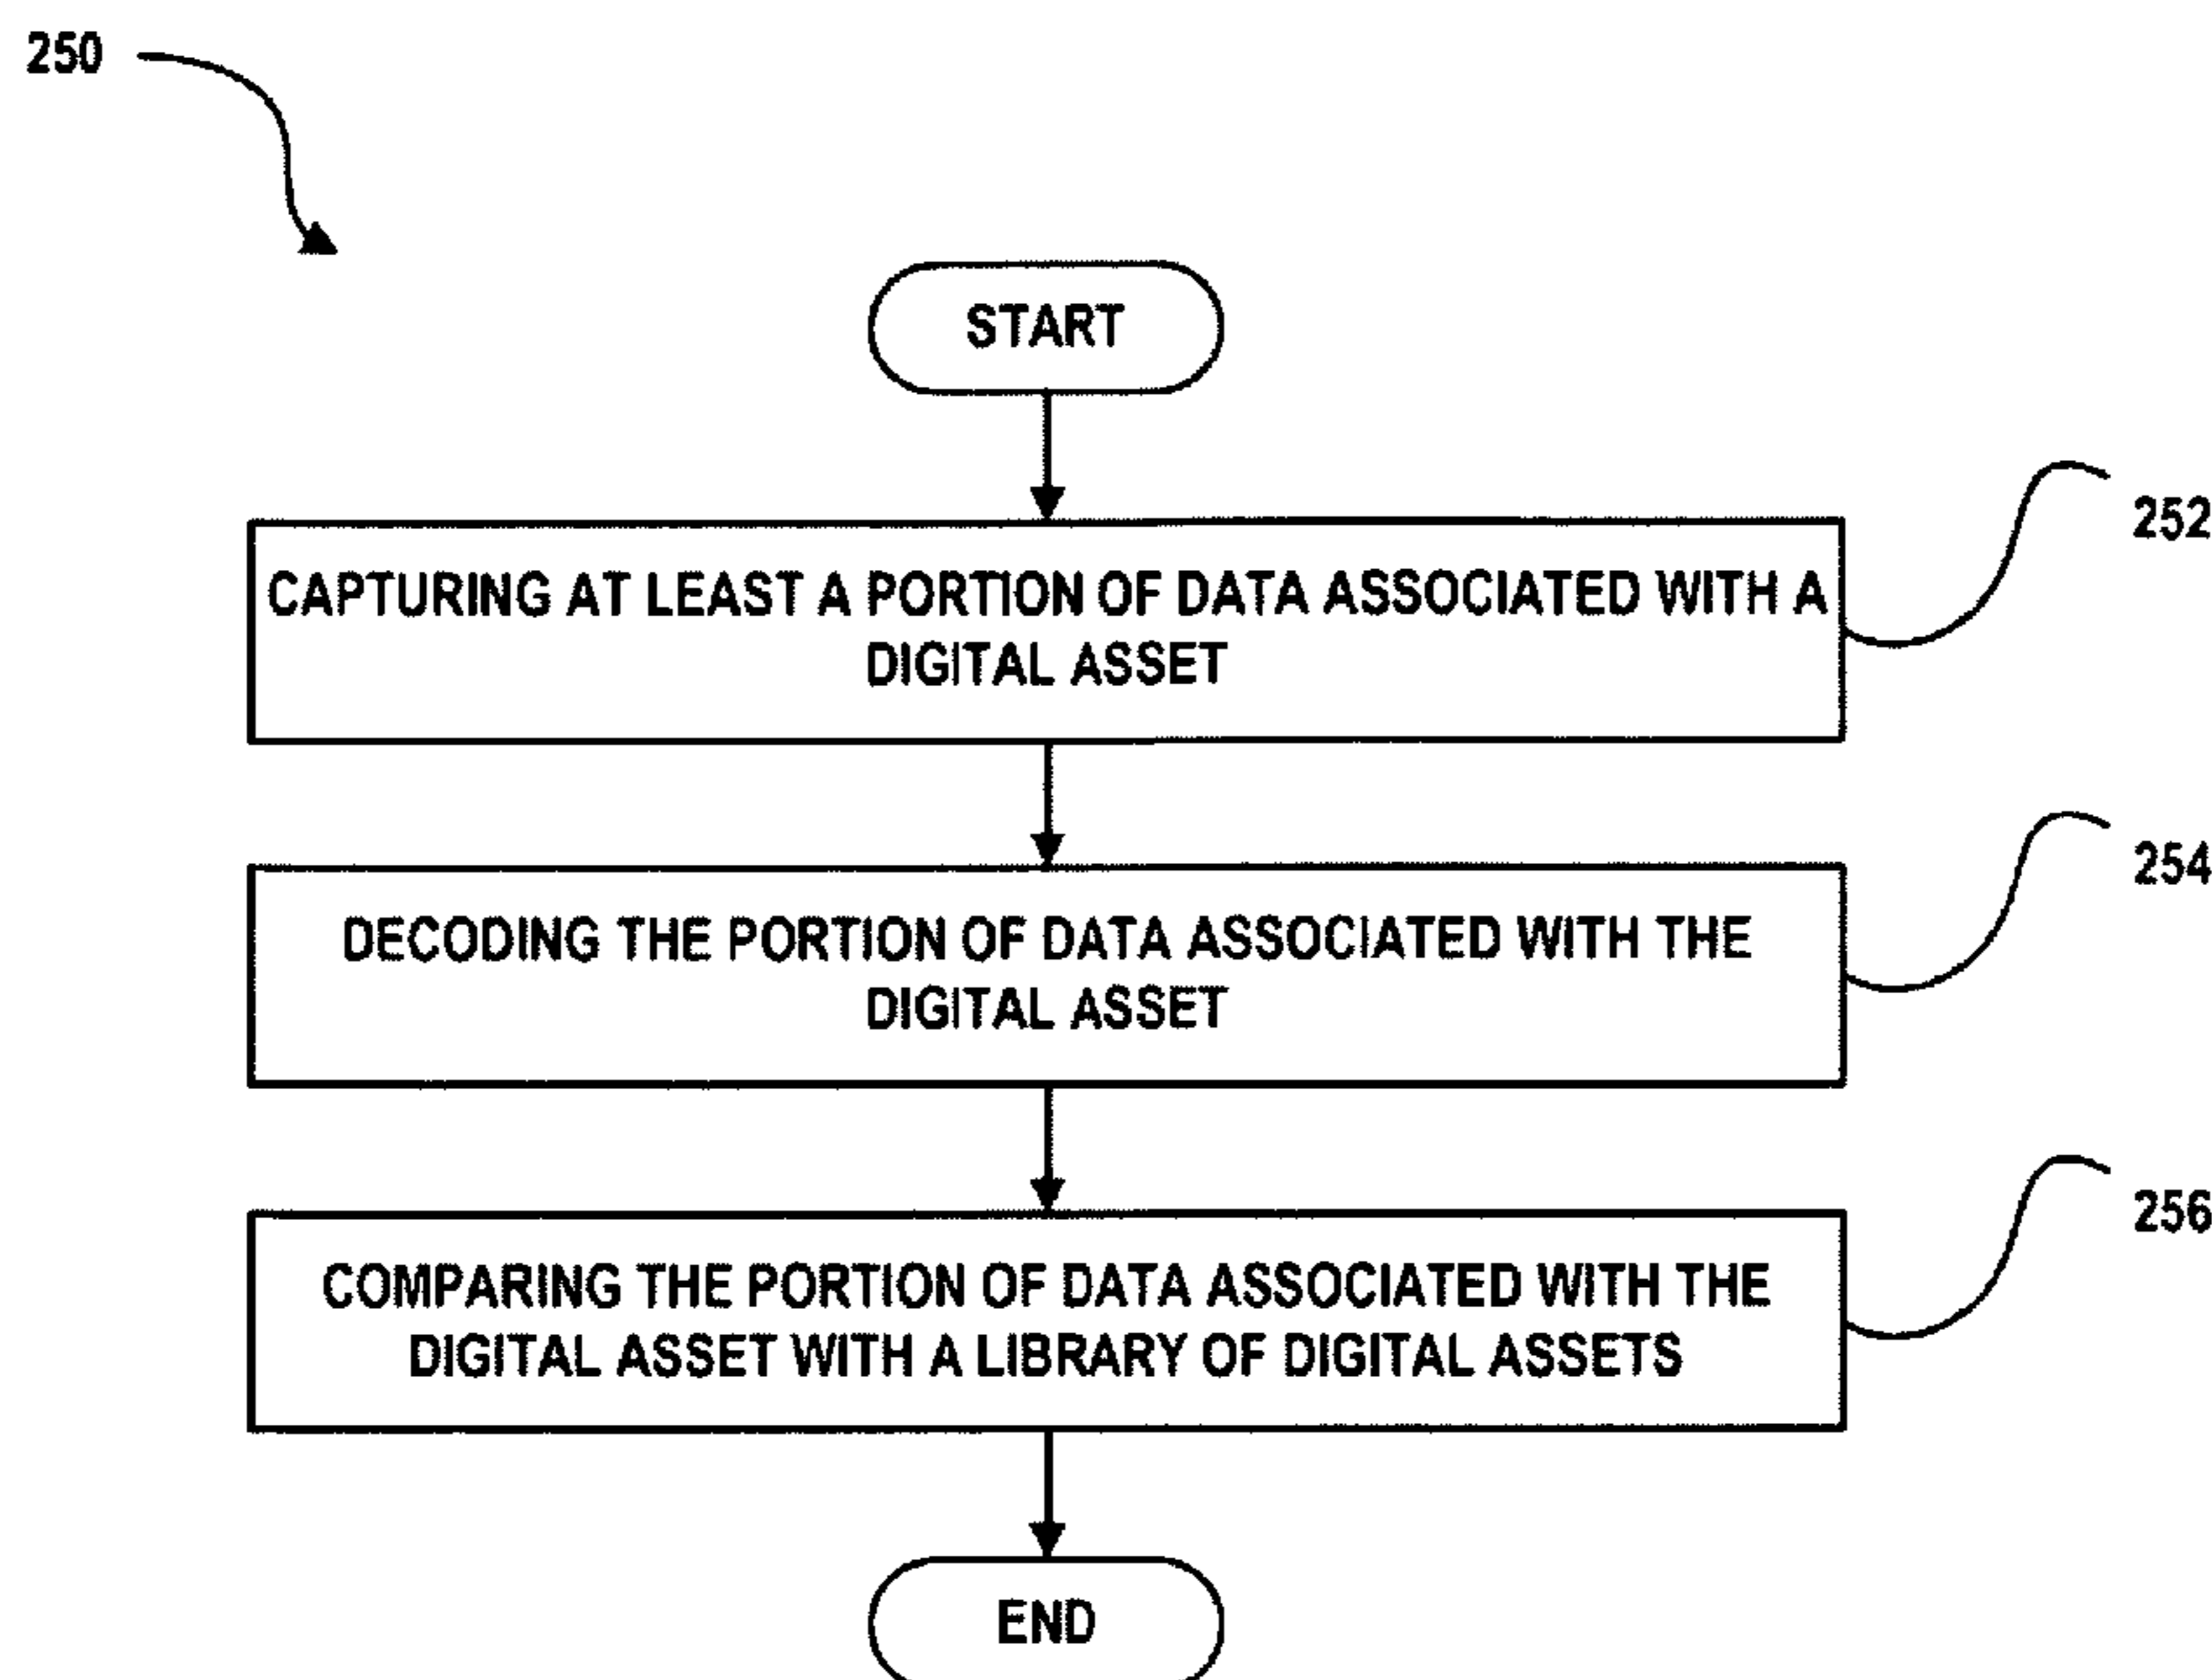 250
START
252
CAPTURING AT LEAST A PORTION OF DATA ASSOCIATED WITH A
DIGITAL ASSET
254
DECODING THE PORTION OF DATA ASSOCIATED WITH THE
DIGITAL ASSET
256
COMPARING THE PORTION OF DATA ASSOCIATED WITH THE
DIGITAL ASSET WITH A LIBRARY OF DIGITAL ASSETS
END